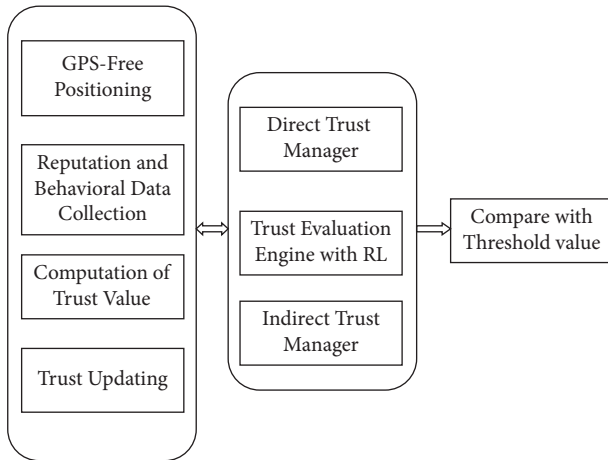 GPS-Free
Positioning
Reputation and
Behavioral Data
Collection
Computation of
Trust Value
Trust Updating
Direct Trust
Manager
Trust Evaluation
Engine with RL
Indirect Trust
Manager
Compare with
Threshold value